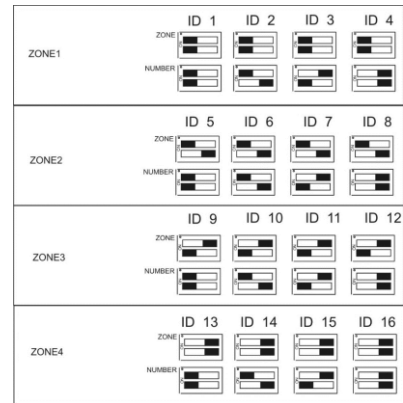 ID 1 ID 2 ID 3 ID 4
ZONE
ZONE1
NUMBER
ID 5 ID 6 ID 7 ID 8
ZONE
ZONE2
NUMBER
ID 9 ID 10 ID 11 ID 12
ZONE
ZONE3
NUMBER
ID 13 ID 14 ID 15 ID 16
ZONE
ZONE4
NUMBER